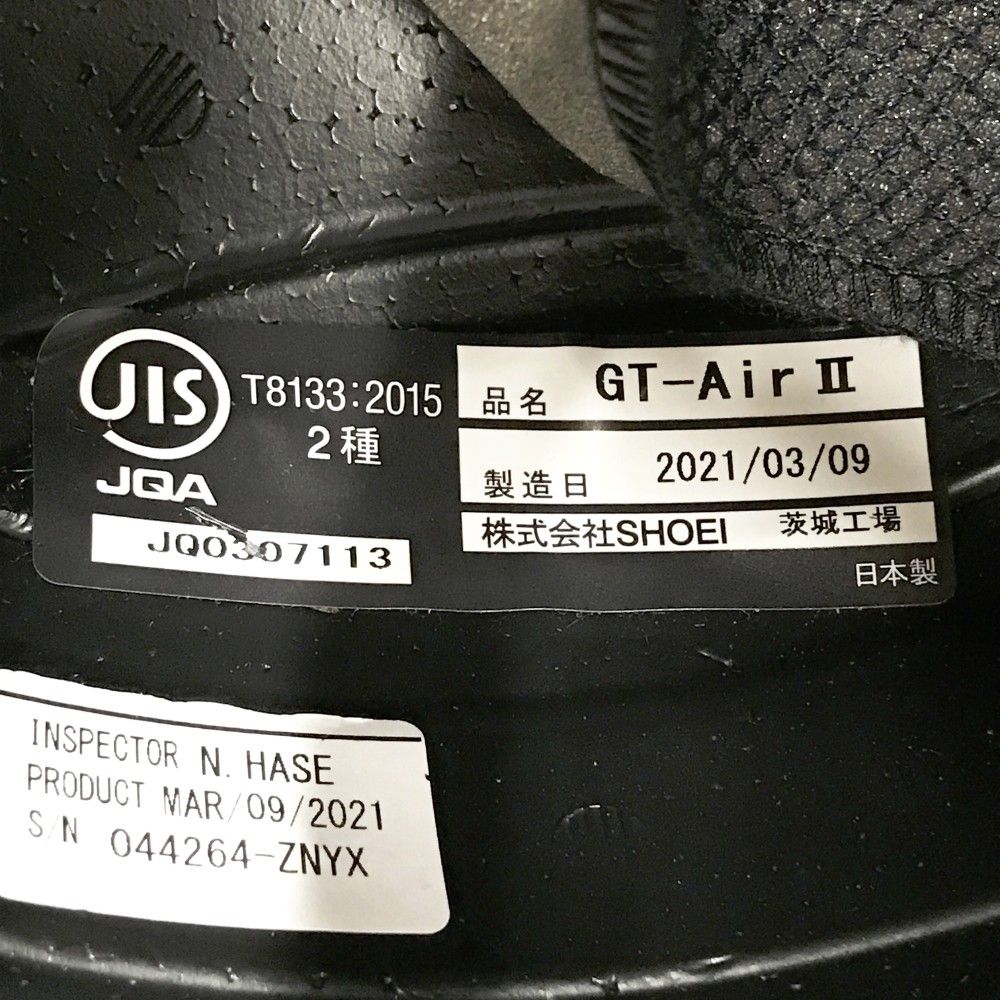 JIS
JQA
T8133:2015
2種
JQ0307113
品名 GT-Air Ⅱ
製造日 2021/03/09
株式会社SHOEI 茨城工場
日本製
INSPECTOR N. HASE
PRODUCT MAR/09/2021
S/N 044264-ZNYX